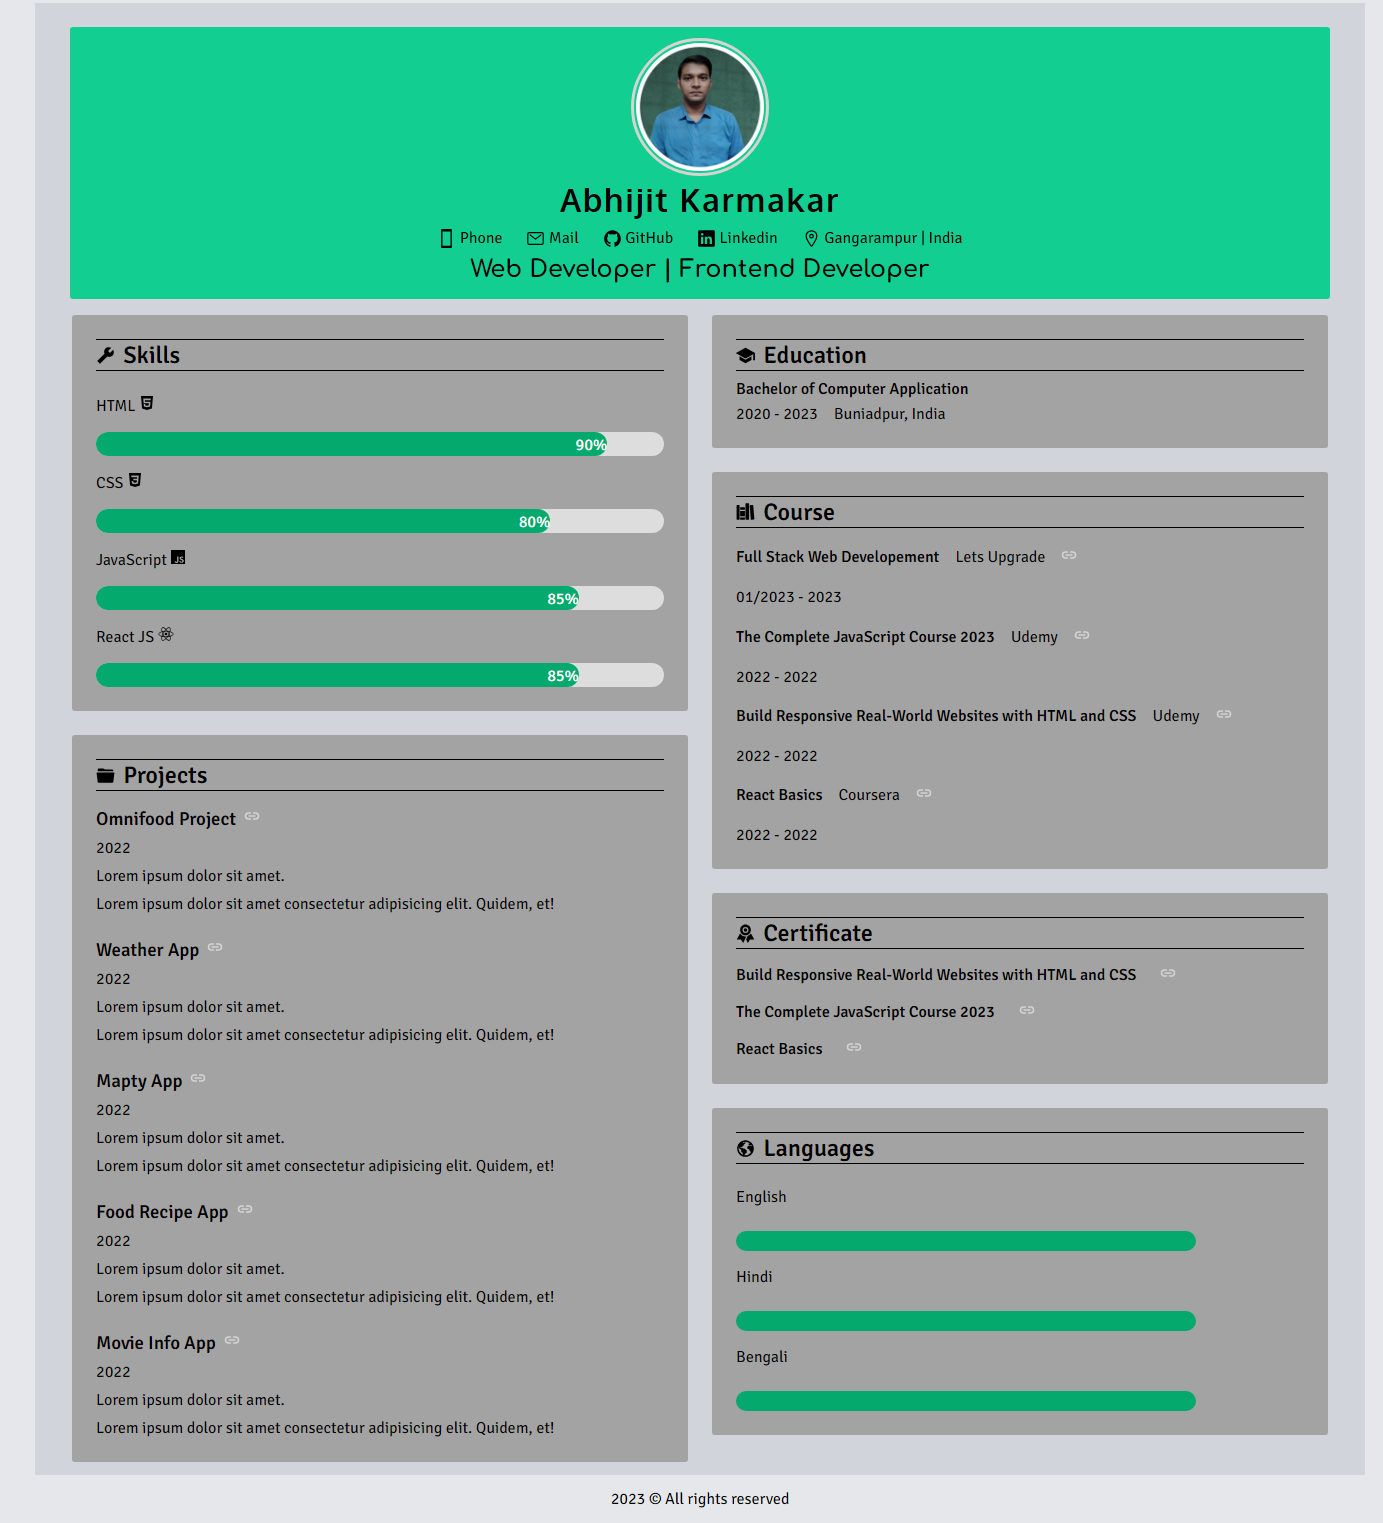 Abhijit Karmakar
Phone Mail GitHub Linkedin Gangarampur | India
Web Developer | Frontend Developer
Skills
HTML
90%
CSS
80%
JavaScript JS
85%
React JS
85%
Projects
Omnifood Project
2022
Lorem ipsum dolor sit amet.
Lorem ipsum dolor sit amet consectetur adipisicing elit. Quidem, et!
Weather App
2022
Lorem ipsum dolor sit amet.
Lorem ipsum dolor sit amet consectetur adipisicing elit. Quidem, et!
Mapty App
2022
Lorem ipsum dolor sit amet.
Lorem ipsum dolor sit amet consectetur adipisicing elit. Quidem, et!
Food Recipe App
2022
Lorem ipsum dolor sit amet.
Lorem ipsum dolor sit amet consectetur adipisicing elit. Quidem, et!
Movie Info App
2022
Lorem ipsum dolor sit amet.
Lorem ipsum dolor sit amet consectetur adipisicing elit. Quidem, et!
Education
Bachelor of Computer Application
2020 - 2023 Buniadpur, India
Course
Full Stack Web Developement Lets Upgrade
01/2023 - 2023
The Complete JavaScript Course 2023 Udemy
2022 - 2022
Build Responsive Real-World Websites with HTML and CSS Udemy
2022 - 2022
React Basics Coursera
2022 - 2022
Certificate
Build Responsive Real-World Websites with HTML and CSS
The Complete JavaScript Course 2023
React Basics
Languages
English
Hindi
Bengali
2023 © All rights reserved